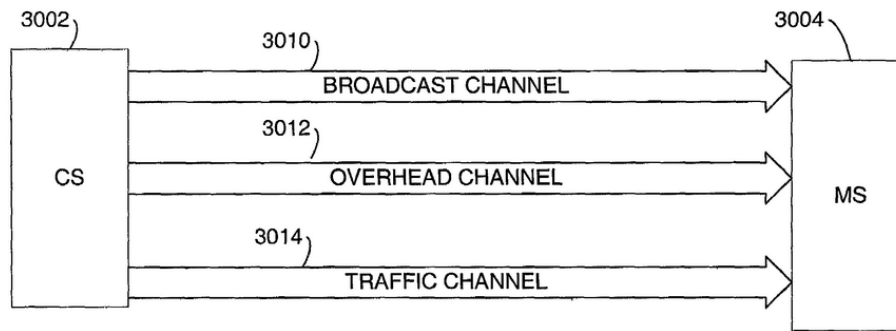 3002
3010
3004
BROADCAST CHANNEL
3012
CS
OVERHEAD CHANNEL
MS
3014
TRAFFIC CHANNEL